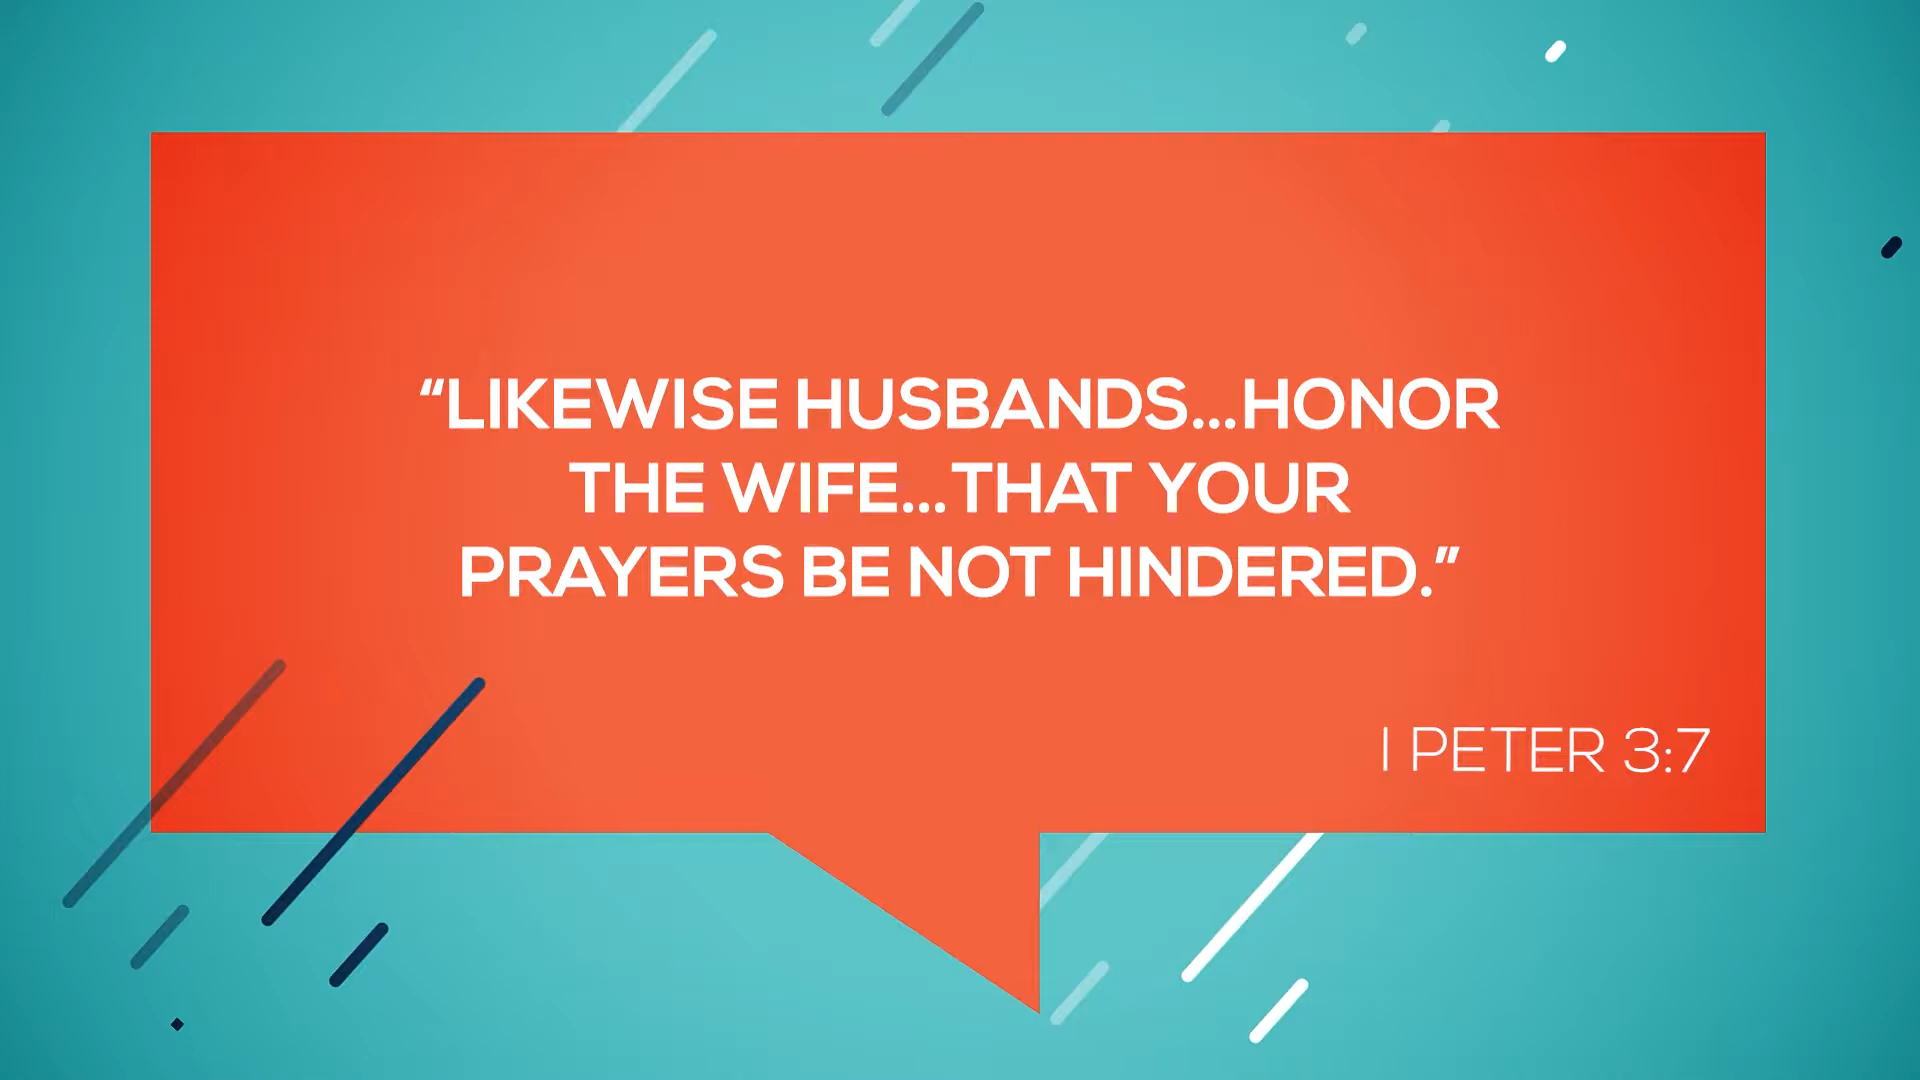 “LIKEWISE HUSBANDS...HONOR
THE WIFE...THAT YOUR
PRAYERS BE NOT HINDERED.”
I PETER 3:7